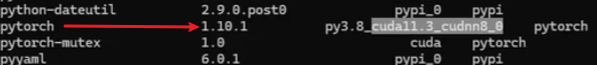 python-dateutil 2.9.0.post0 pypi_0 pypi
pytorch 1.10.1 py3.8_cuda11.3_cudnn8_0 pytorch
pytorch-mutex 1.0 cuda pytorch
pyyaml 6.0.1 pypi_0 pypi